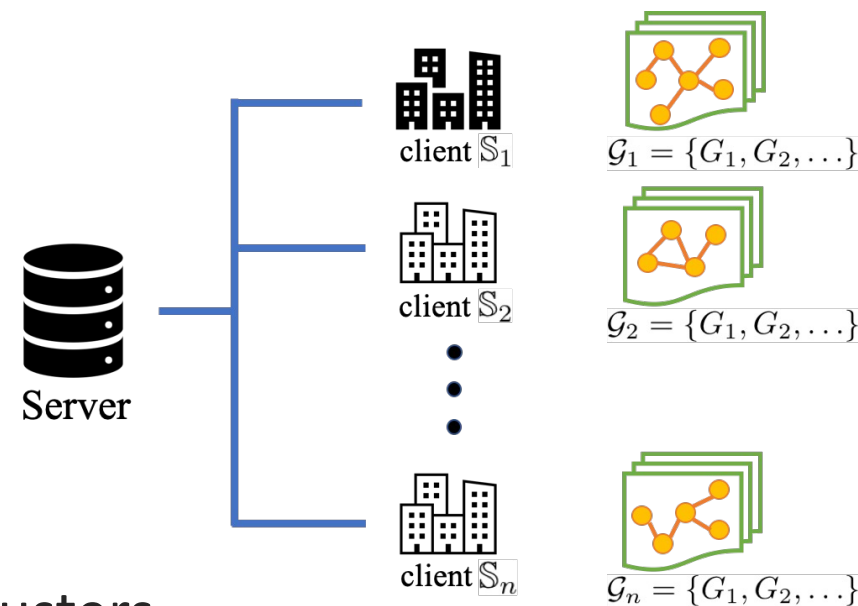 client 𝕊₁
𝒢₁ = {G₁, G₂, …}
client 𝕊₂
𝒢₂ = {G₁, G₂, …}
Server
client 𝕊ₙ
𝒢ₙ = {G₁, G₂, …}